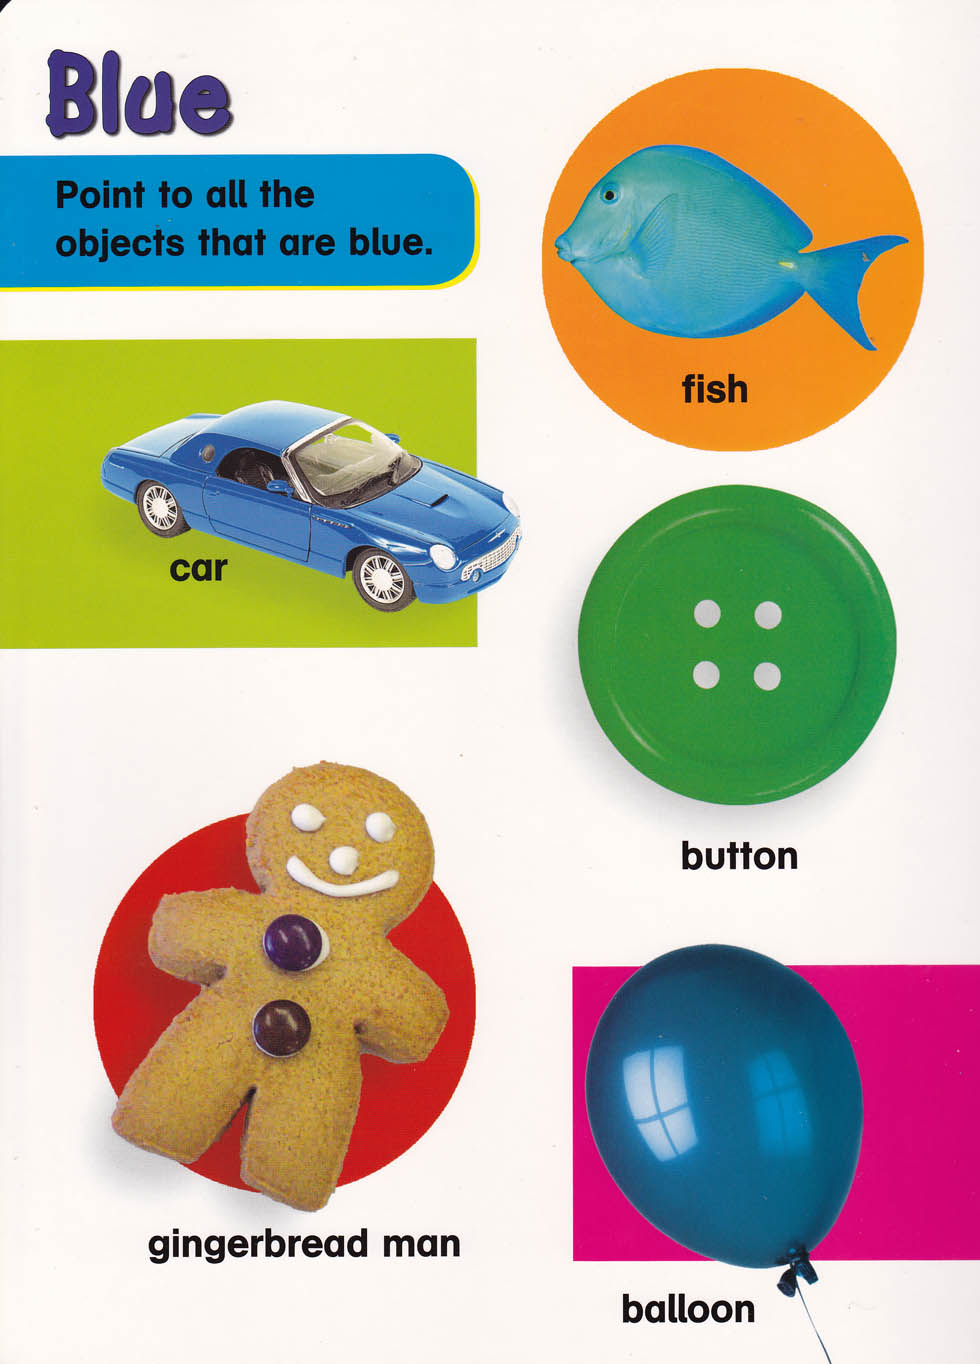 Blue
Point to all the
objects that are blue.
fish
car
button
gingerbread man
balloon